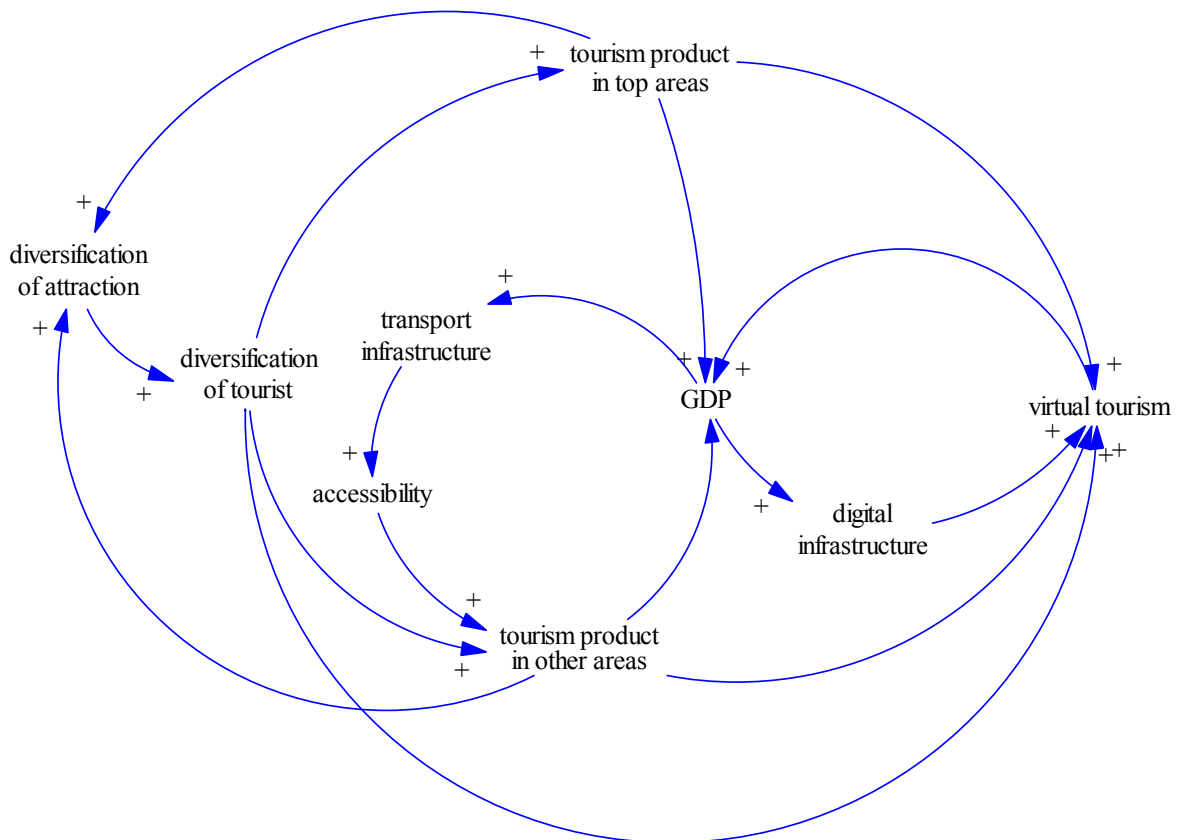 +
tourism product
in top areas
+
diversification
of attraction
+
+
transport
infrastructure
diversification
of tourist
+
+
+
+
GDP
virtual tourism
+
+
+
+
accessibility
+
digital
infrastructure
+
tourism product
in other areas
+